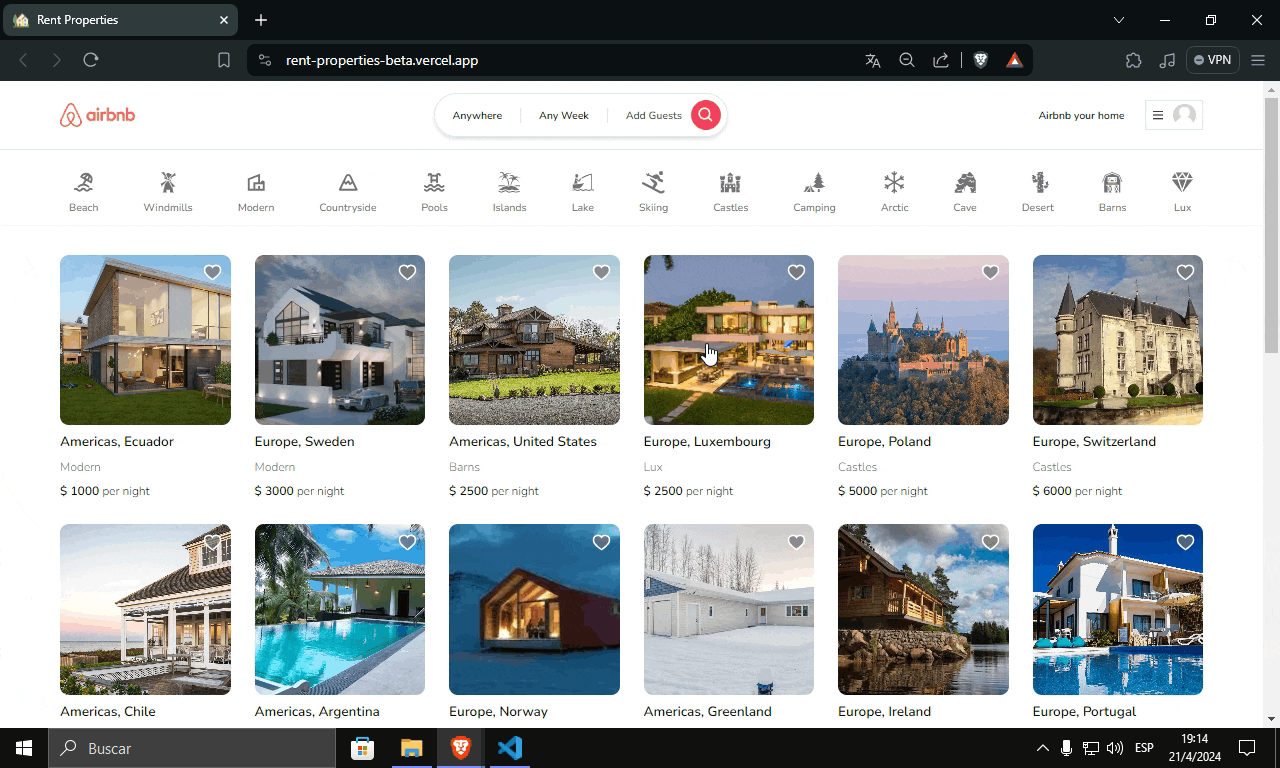 Rent Properties
rent-properties-beta.vercel.app
VPN
airbnb
Anywhere
Any Week
Add Guests
Airbnb your home
Beach
Windmills
Modern
Countryside
Pools
Islands
Lake
Skiing
Castles
Camping
Arctic
Cave
Desert
Barns
Lux
Americas, Ecuador
Modern
$ 1000 per night
Europe, Sweden
Modern
$ 3000 per night
Americas, United States
Barns
$ 2500 per night
Europe, Luxembourg
Lux
$ 2500 per night
Europe, Poland
Castles
$ 5000 per night
Europe, Switzerland
Castles
$ 6000 per night
Americas, Chile
Americas, Argentina
Europe, Norway
Americas, Greenland
Europe, Ireland
Europe, Portugal
Buscar
ESP
19:14
21/4/2024